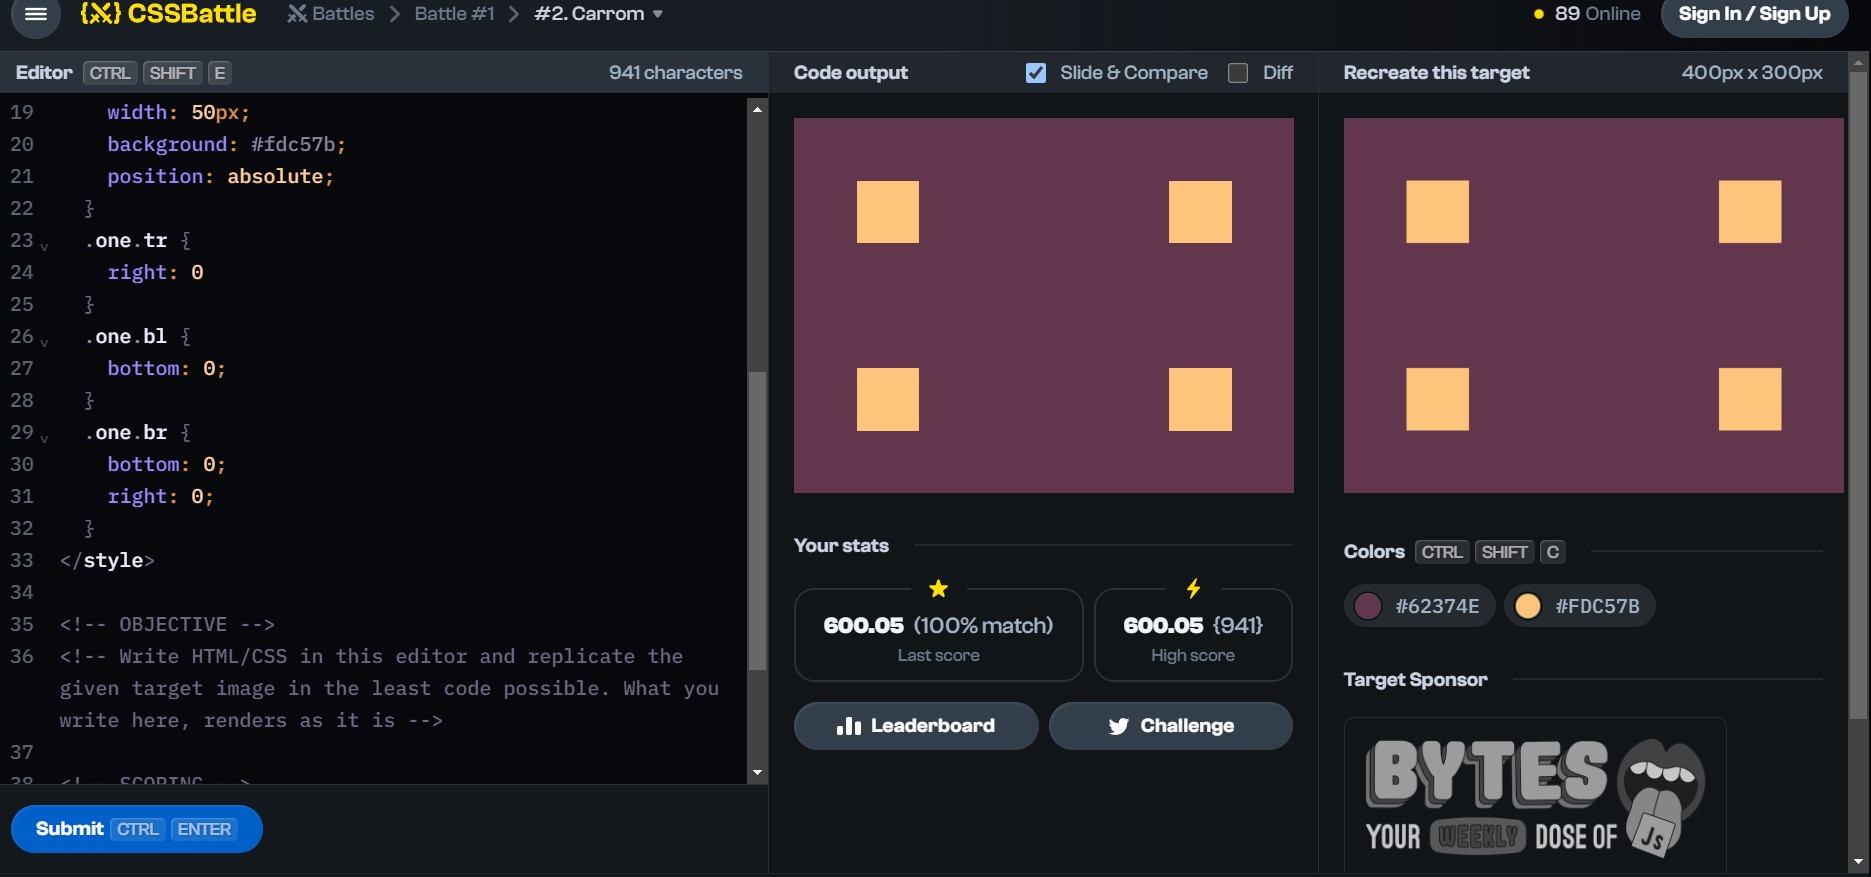 {X} CSSBattle Battles Battle #1 #2. Carrom 89 Online Sign In / Sign Up
Editor CTRL SHIFT E 941 characters
19 width: 50px;
20 background: #fdc57b;
21 position: absolute;
22 }
23 .one.tr {
24 right: 0
25 }
26 .one.bl {
27 bottom: 0;
28 }
29 .one.br {
30 bottom: 0;
31 right: 0;
32 }
33 </style>
34
35 <!-- OBJECTIVE -->
36 <!-- Write HTML/CSS in this editor and replicate the
given target image in the least code possible. What you
write here, renders as it is -->
37
38 <!-- SCORING -->
Submit CTRL ENTER
Code output Slide & Compare Diff
Your stats
600.05 (100% match)
Last score
600.05 {941}
High score
Leaderboard Challenge
Recreate this target 400px x 300px
Colors CTRL SHIFT C
#62374E #FDC57B
Target Sponsor
BYTES
YOUR WEEKLY DOSE OF JS